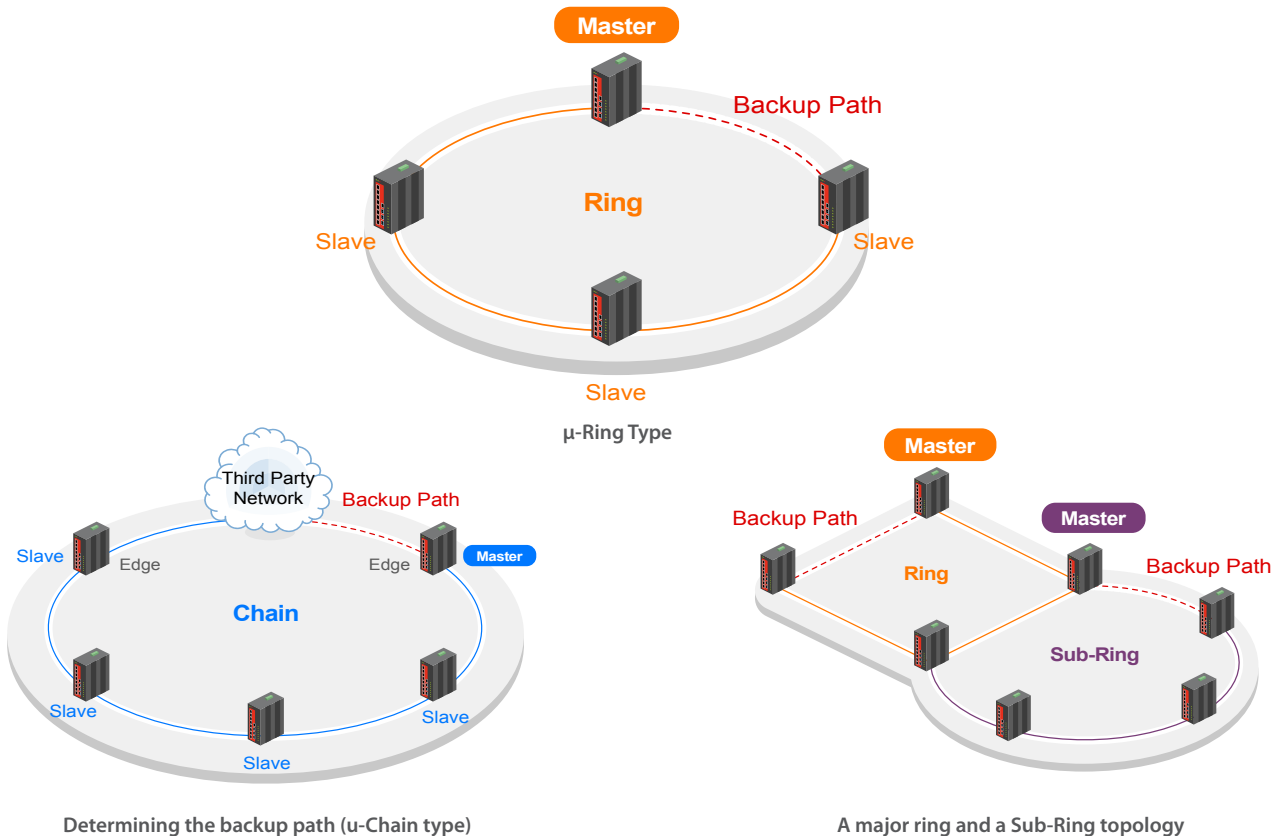 Master
Backup Path
Ring
Slave
Slave
Slave
μ-Ring Type
Third Party
Network
Backup Path
Slave
Edge
Edge
Master
Chain
Slave
Slave
Slave
Determining the backup path (u-Chain type)
Master
Backup Path
Master
Ring
Backup Path
Sub-Ring
A major ring and a Sub-Ring topology